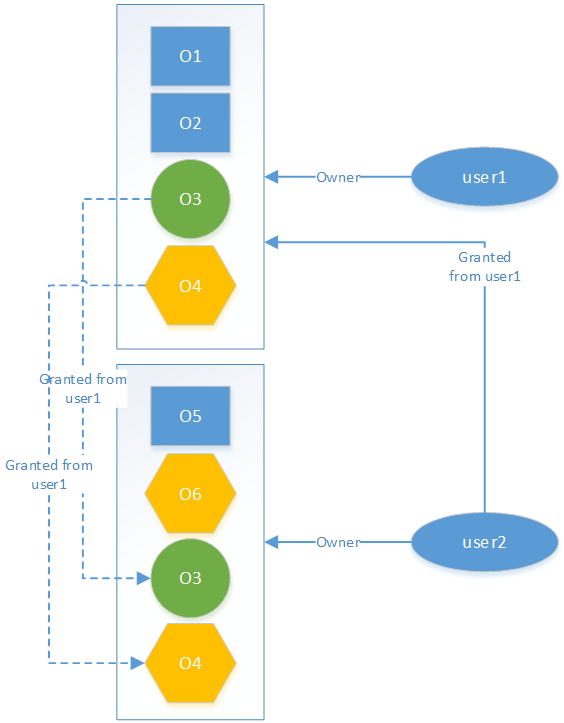 O1
O2
O3
O4
Owner
user1
Granted
from user1
Granted from
user1
Granted from
user1
O5
O6
O3
O4
Owner
user2